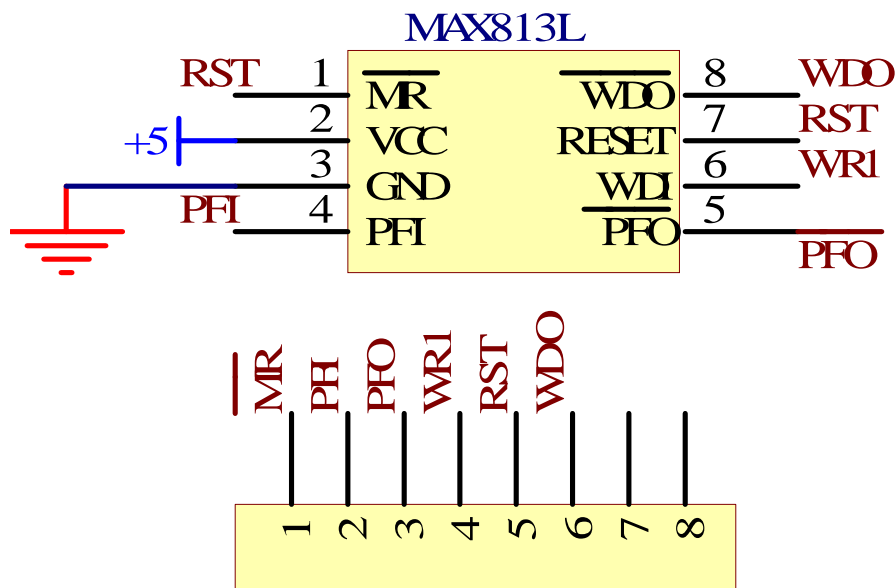 MAX813L
RST 1 MR WDO 8 WDO
+5 2 VCC RESET 7 RST
3 GND WDI 6 WR1
PFI 4 PFI PFO 5 PFO
MR PFI PFO WR1 RST WDO
1 2 3 4 5 6 7 8